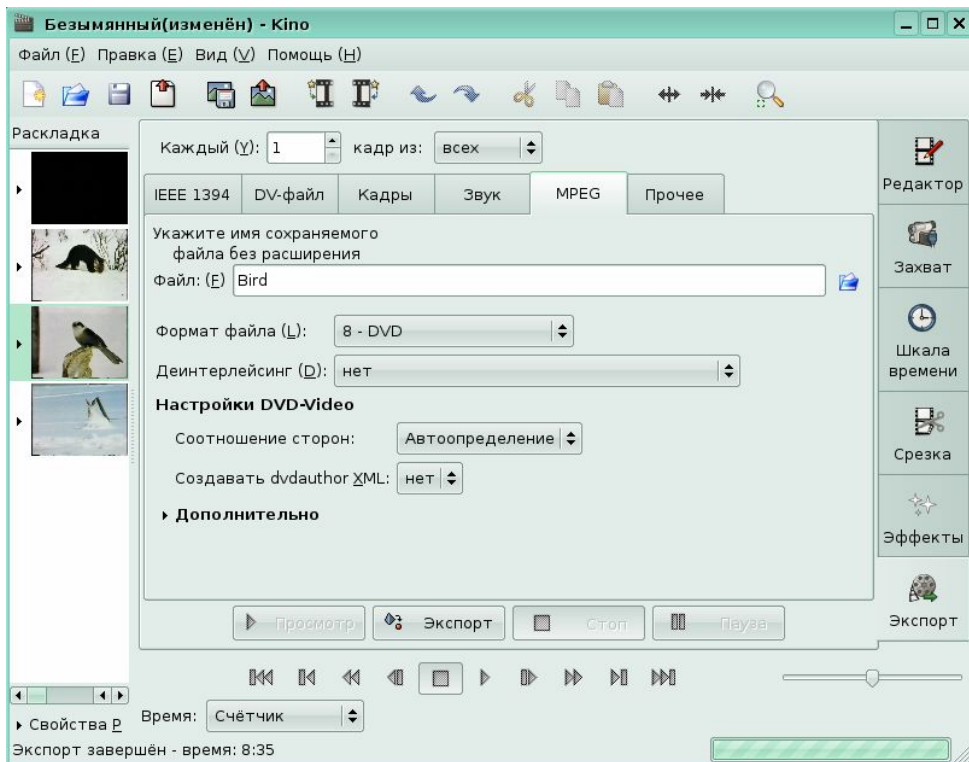 Безымянный(изменён) - Kino
Файл (F) Правка (E) Вид (V) Помощь (H)
Раскладка
Каждый (Y): 1 кадр из: всех
IEEE 1394 DV-файл Кадры Звук MPEG Прочее
Укажите имя сохраняемого
файла без расширения
Файл: (F) Bird
Формат файла (L): 8 - DVD
Деинтерлейсинг (D): нет
Настройки DVD-Video
Соотношение сторон: Автоопределение
Создавать dvdauthor XML: нет
Дополнительно
Просмотр Экспорт Стоп Пауза
Редактор
Захват
Шкала
времени
Срезка
Эффекты
Экспорт
Свойства P
Время: Счётчик
Экспорт завершён - время: 8:35